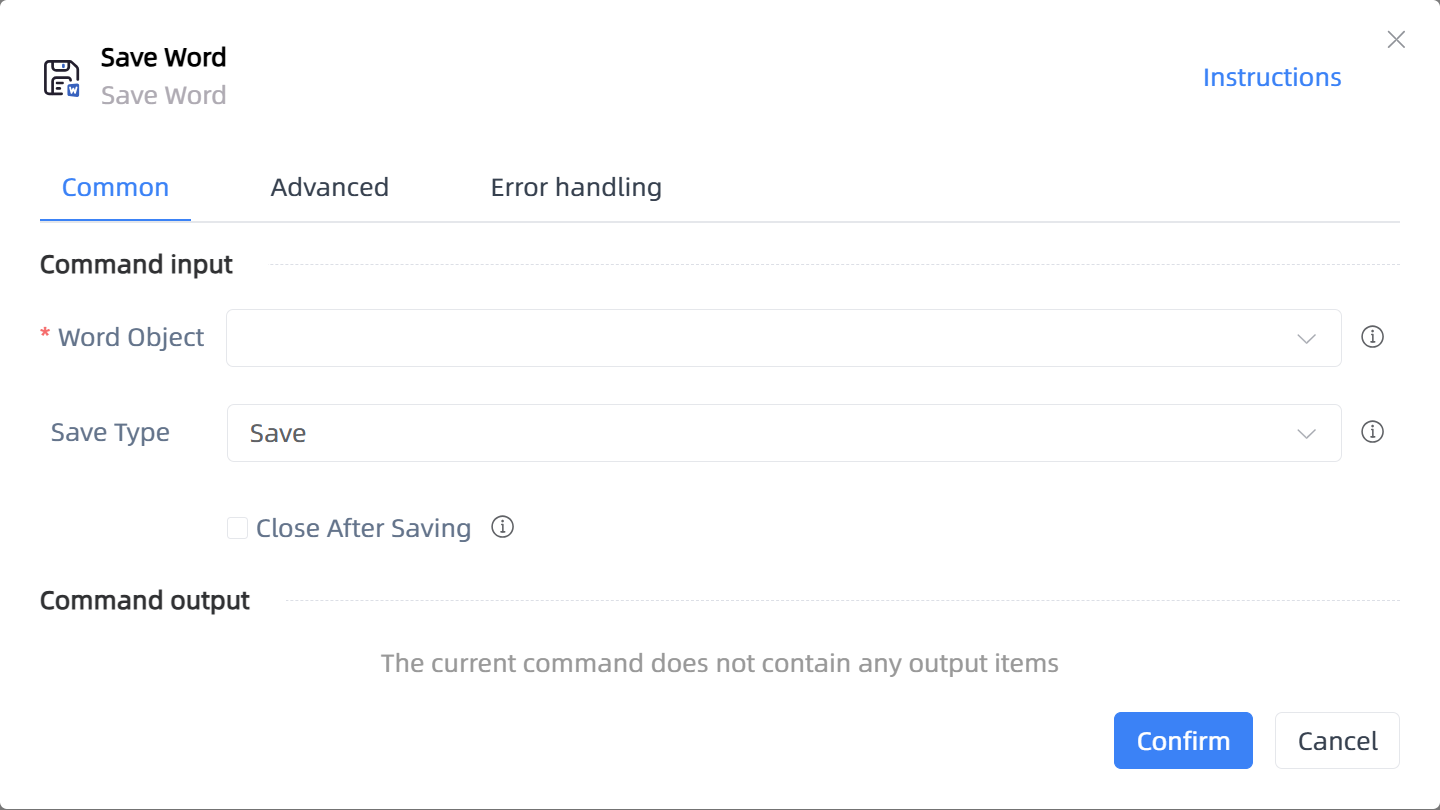 Save Word
Save Word
Instructions
Common
Advanced
Error handling
Command input
* Word Object
Save Type
Save
Close After Saving
Command output
The current command does not contain any output items
Confirm
Cancel